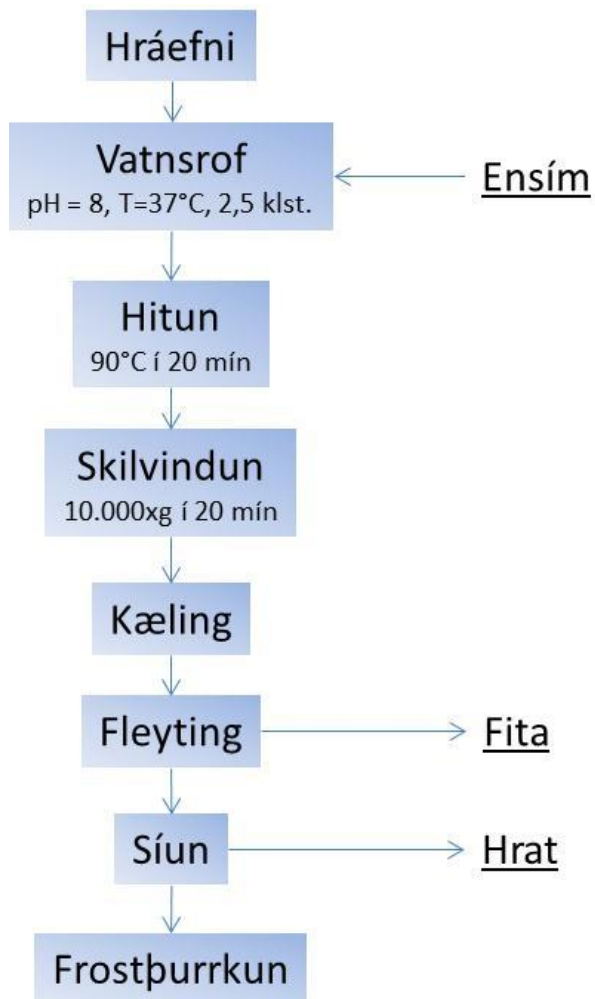 Hráefni
Vatnsrof
pH = 8, T=37°C, 2,5 klst.
Ensím
Hitun
90°C í 20 mín
Skilvindun
10.000xg í 20 mín
Kæling
Fleyting
Fita
Síun
Hrat
Frostþurrkun